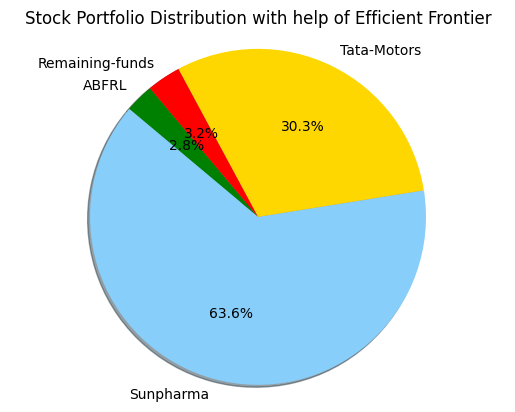 Stock Portfolio Distribution with help of Efficient Frontier
Tata-Motors
Remaining-funds
ABFRL
30.3%
3.2%
2.8%
63.6%
Sunpharma